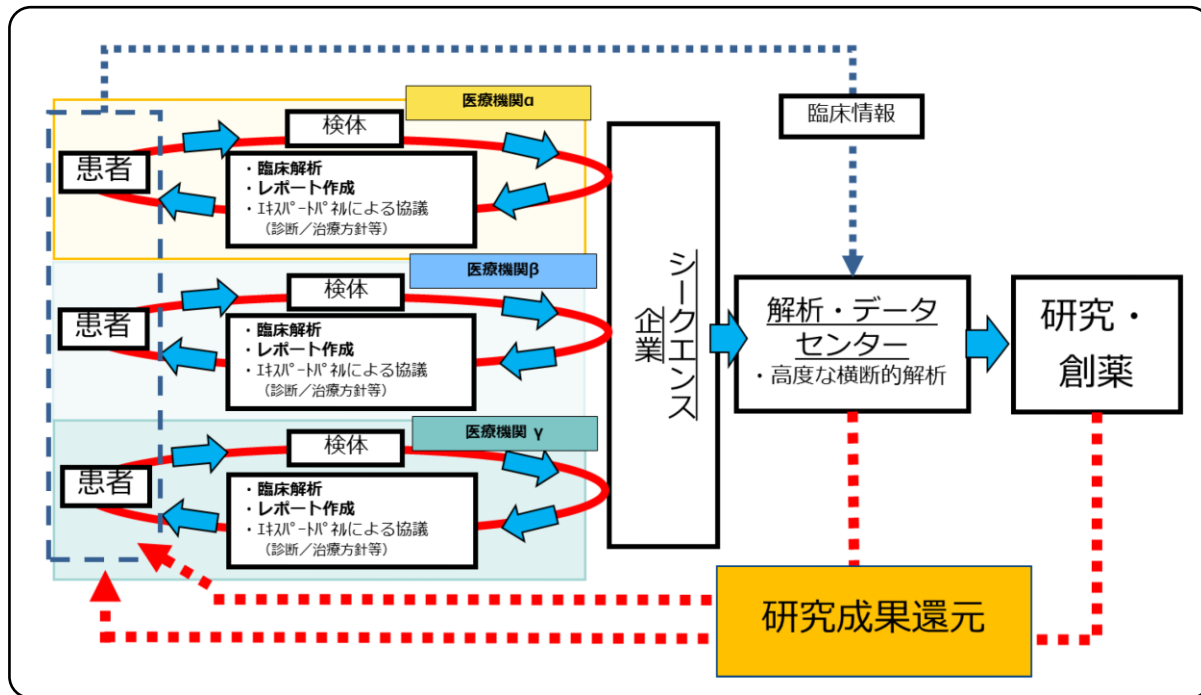 医療機関α
検体
患者
・臨床解析
・レポート作成
・ｴｷｽﾊﾟｰﾄﾊﾟﾈﾙによる協議
（診断／治療方針等）
医療機関β
検体
患者
・臨床解析
・レポート作成
・ｴｷｽﾊﾟｰﾄﾊﾟﾈﾙによる協議
（診断／治療方針等）
医療機関 γ
検体
患者
・臨床解析
・レポート作成
・ｴｷｽﾊﾟｰﾄﾊﾟﾈﾙによる協議
（診断／治療方針等）
シークエンス
企業
臨床情報
解析・データ
センター
・高度な横断的解析
研究・
創薬
研究成果還元